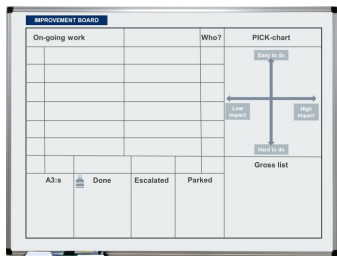 IMPROVEMENT BOARD
On-going work
Who?
PICK-chart
Easy to do
Low
Impact
High
Impact
Hard to do
Gross list
A3:s
Done
Escalated
Parked